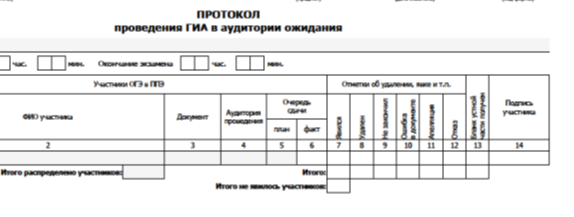 ПРОТОКОЛ
проведения ГИА в аудитории ожидания
час. мин. Окончание экзамена час. мин.
Участники ОГЭ в ППЭ
Отметки об удалении, явке и т.п.
ФИО участника
Документ
Аудитория проведения
Очередь сдачи
план
факт
Явился
Удален
Не закончил
Ошибка в документе
Апелляция
Отказ
Бланк устной части получен
Подпись участника
2 3 4 5 6 7 8 9 10 11 12 13 14
Итого распределено участников: Итого:
Итого не явилось участников: